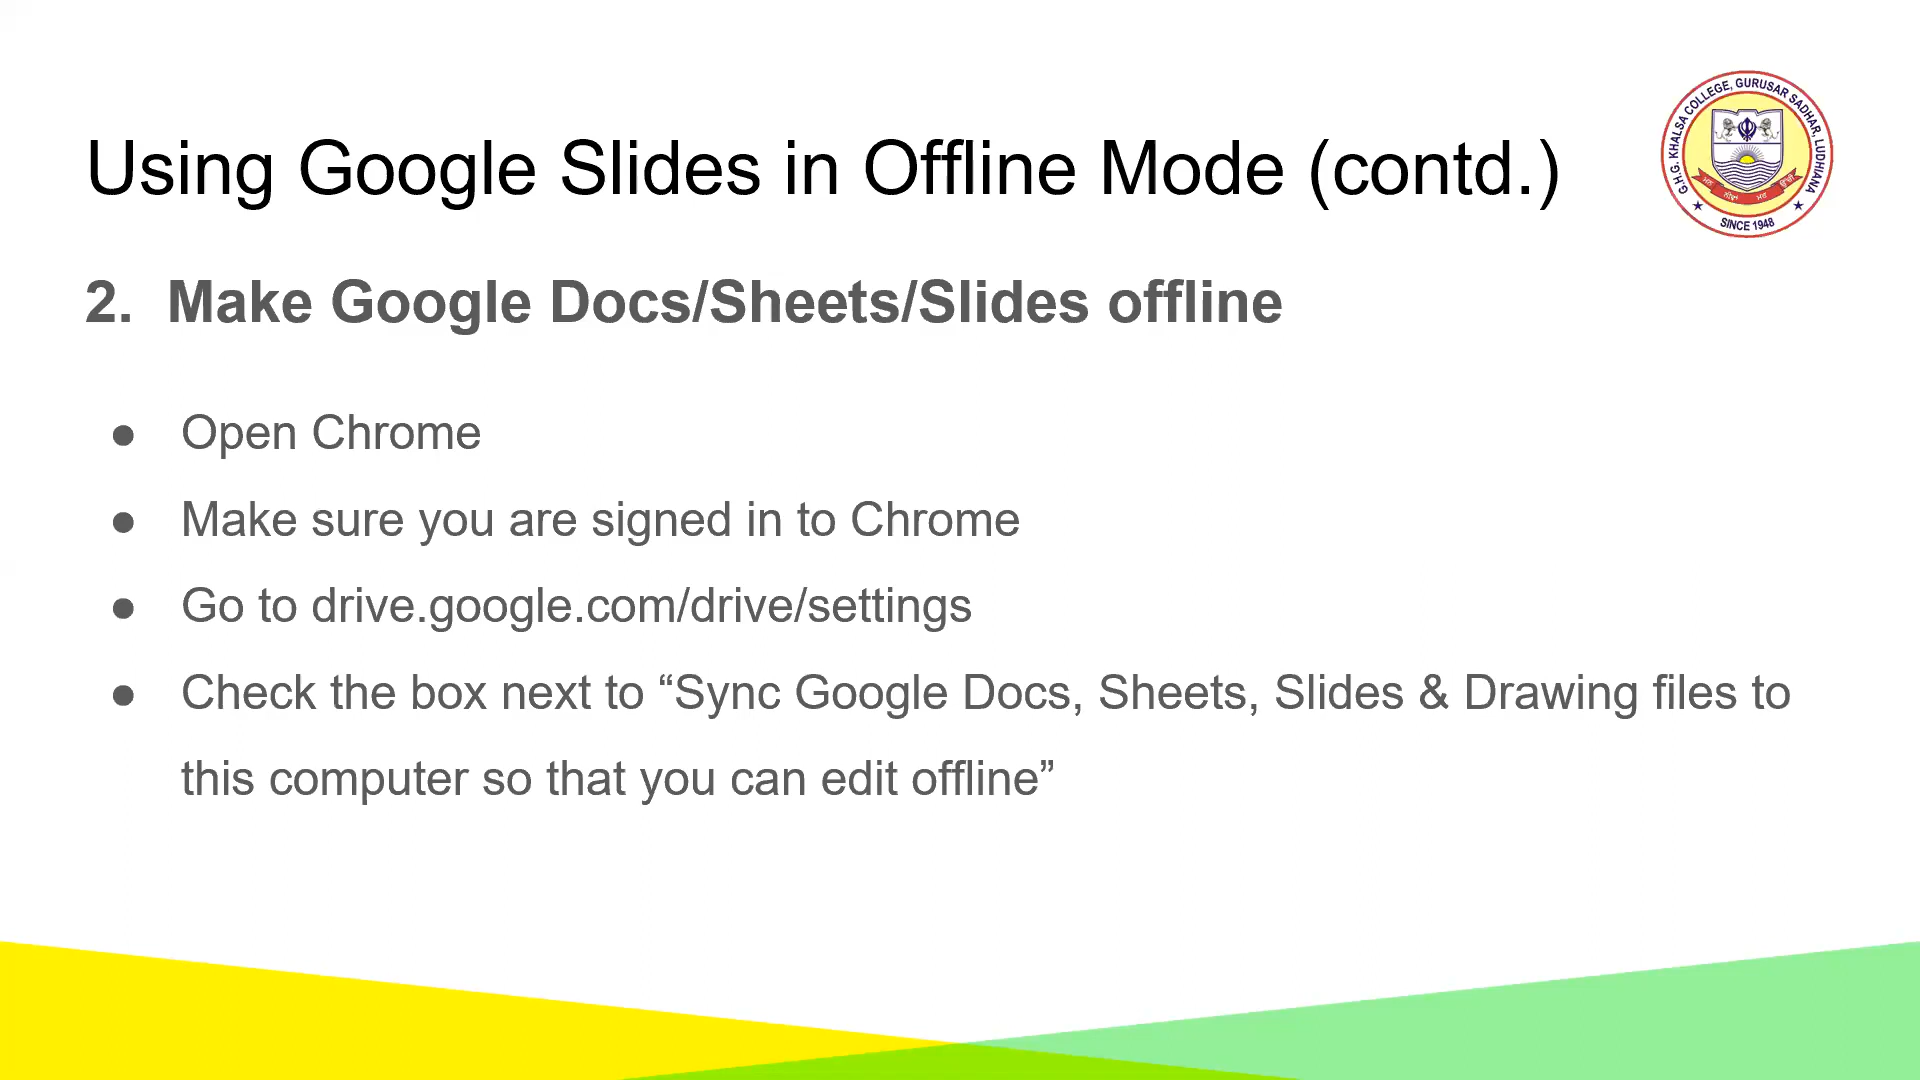 Using Google Slides in Offline Mode (contd.)
G.H.G. KHALSA COLLEGE, GURUSAR SADHAR, LUDHIANA
SINCE 1948
2. Make Google Docs/Sheets/Slides offline
● Open Chrome
● Make sure you are signed in to Chrome
● Go to drive.google.com/drive/settings
● Check the box next to “Sync Google Docs, Sheets, Slides & Drawing files to
this computer so that you can edit offline”